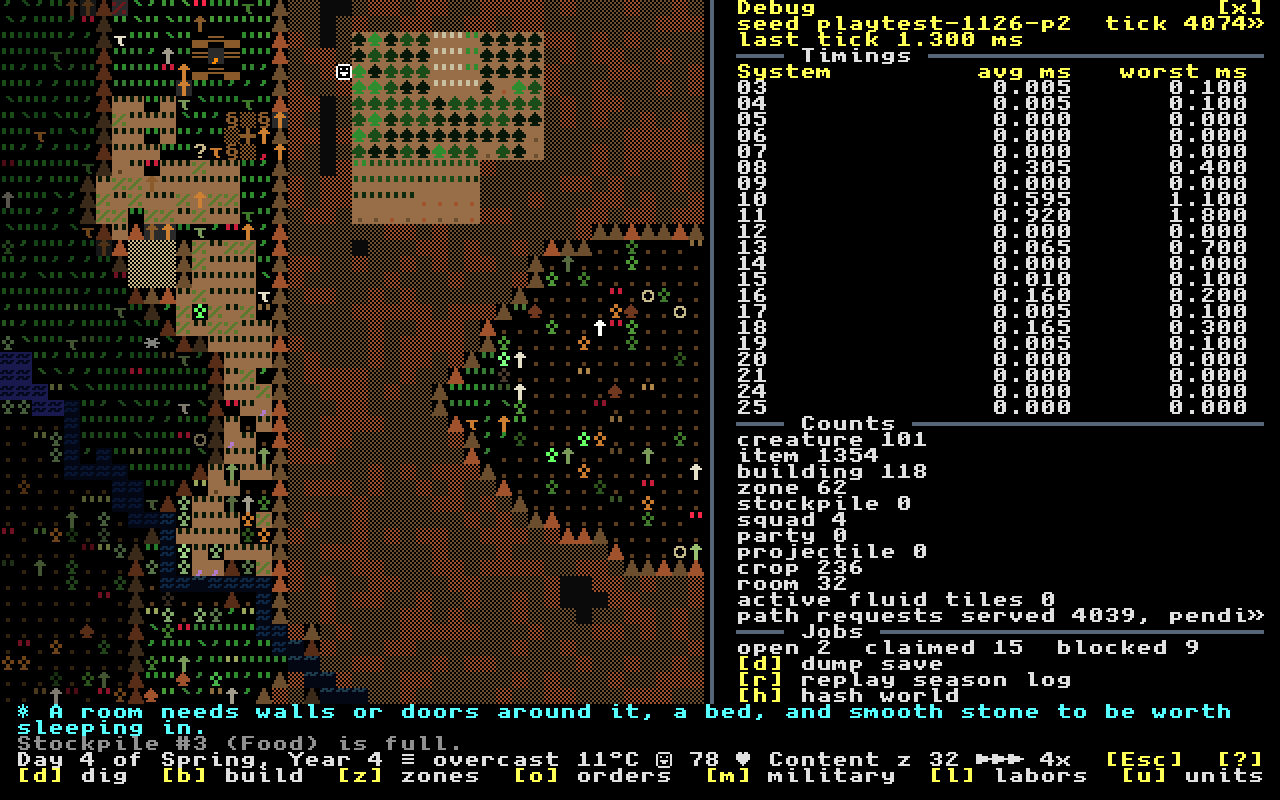 Debug [x]
seed playtest-1126-p2 tick 4074»
last tick 1.300 ms
Timings
System avg ms worst ms
03 0.005 0.100
04 0.005 0.100
05 0.000 0.000
06 0.000 0.000
07 0.000 0.000
08 0.305 0.400
09 0.000 0.000
10 0.595 1.100
11 0.920 1.800
12 0.000 0.000
13 0.065 0.700
14 0.000 0.000
15 0.010 0.100
16 0.160 0.200
17 0.005 0.100
18 0.165 0.300
19 0.005 0.100
20 0.000 0.000
21 0.000 0.000
24 0.000 0.000
25 0.000 0.000
Counts
creature 101
item 1354
building 118
zone 62
stockpile 0
squad 4
party 0
projectile 0
crop 236
room 32
active fluid tiles 0
path requests served 4039, pendi»
Jobs
open 2 claimed 15 blocked 9
[d] dump save
[r] replay season log
[h] hash world
* A room needs walls or doors around it, a bed, and smooth stone to be worth
sleeping in.
Stockpile #3 (Food) is full.
Day 4 of Spring, Year 4 ≡ overcast 11°C ☺ 78 ♥ Content z 32 ►►► 4x [Esc] [?]
[d] dig [b] build [z] zones [o] orders [m] military [l] labors [u] units